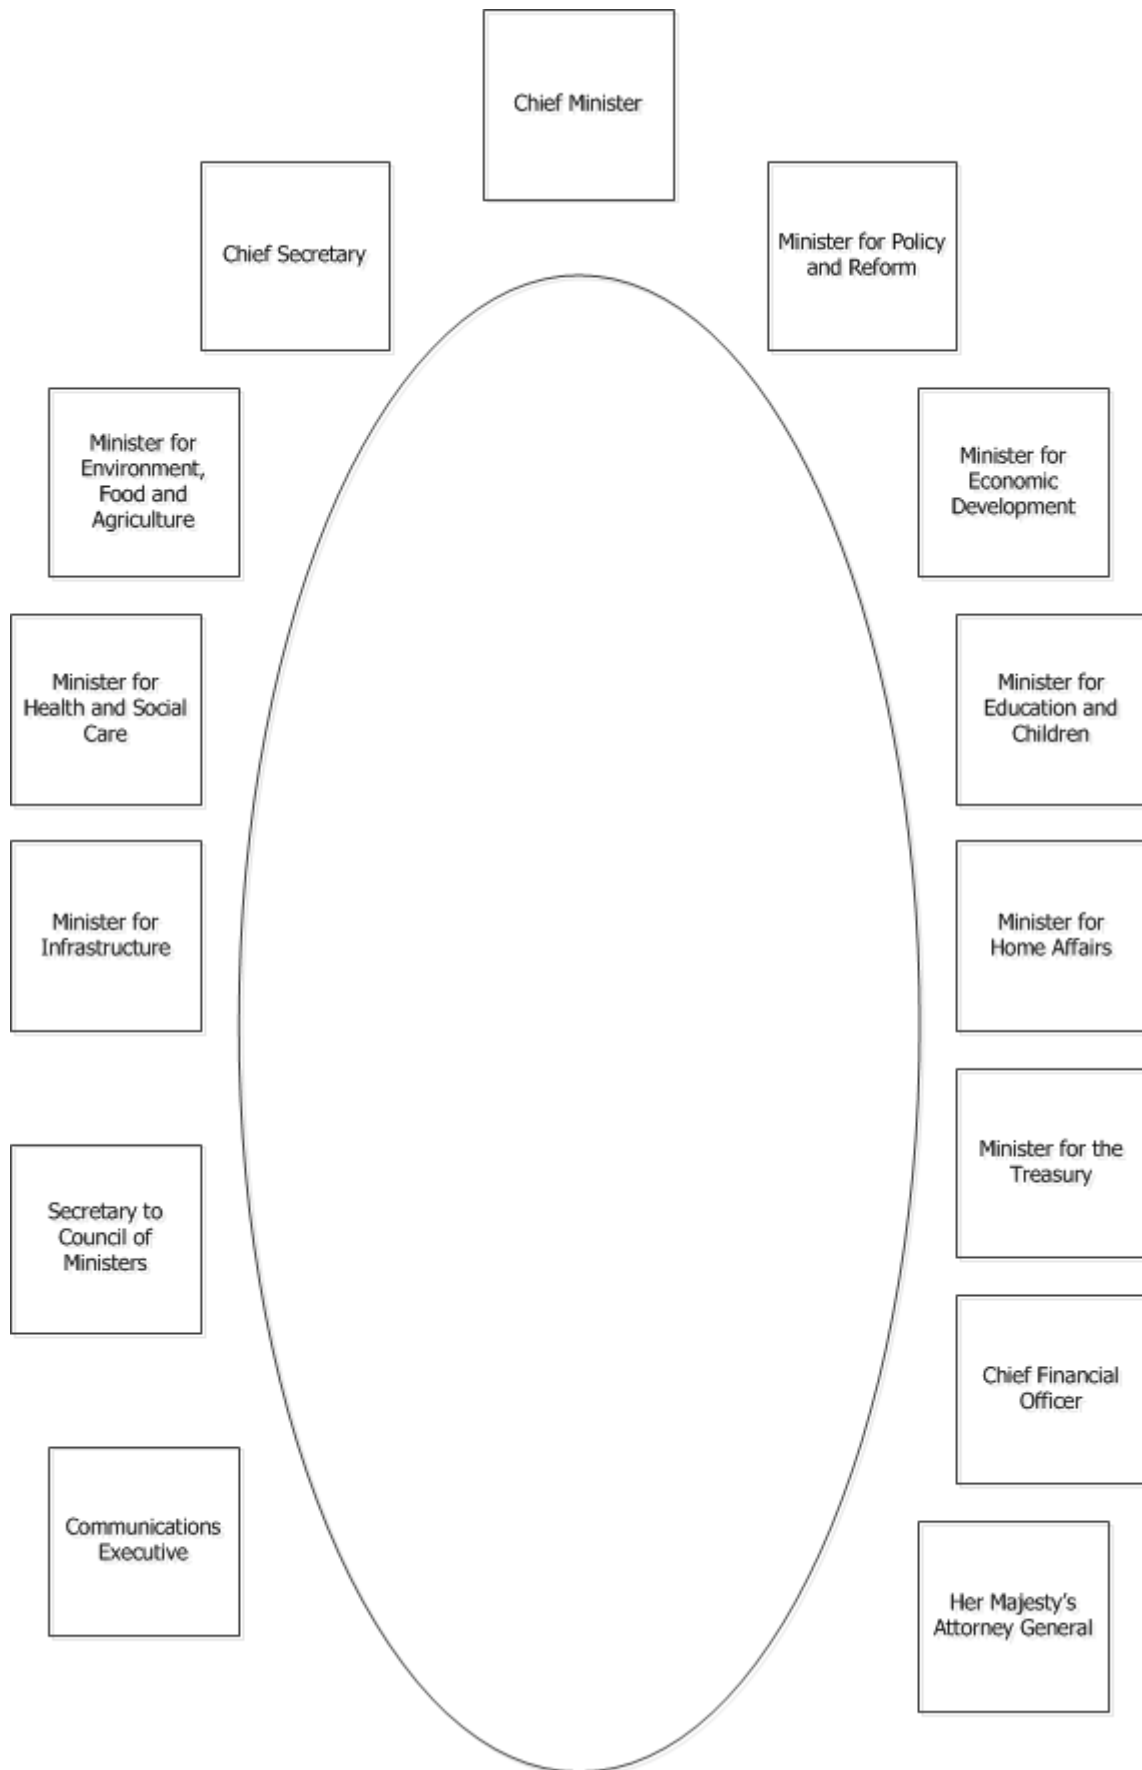 Chief Minister
Chief Secretary
Minister for Policy
and Reform
Minister for
Environment,
Food and
Agriculture
Minister for
Economic
Development
Minister for
Health and Social
Care
Minister for
Education and
Children
Minister for
Infrastructure
Minister for
Home Affairs
Minister for the
Treasury
Secretary to
Council of
Ministers
Chief Financial
Officer
Communications
Executive
Her Majesty’s
Attorney General